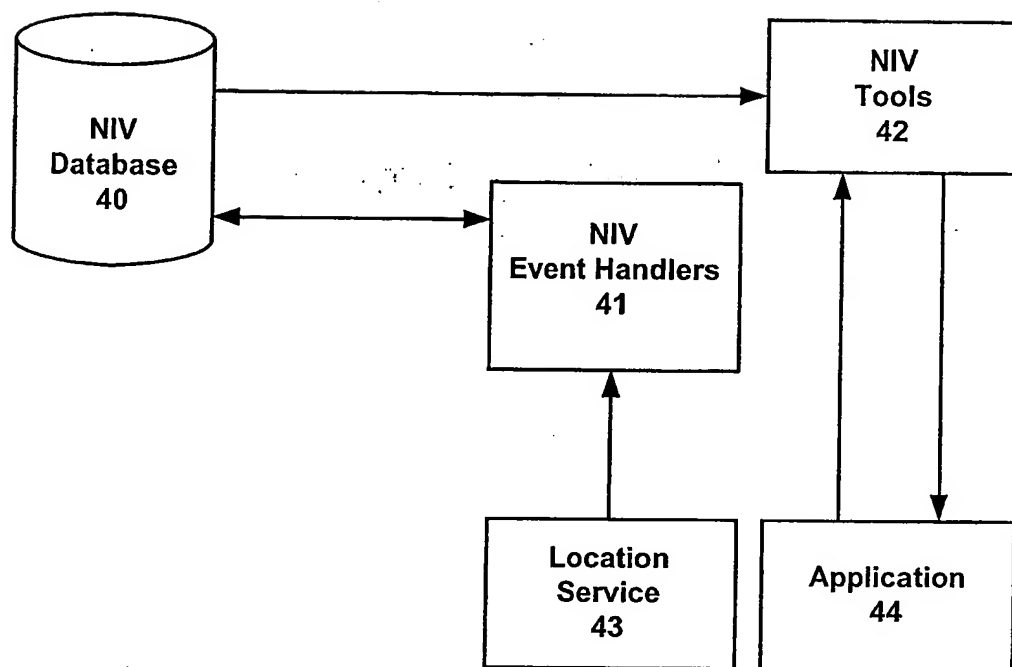 NIV
Database
40
NIV
Tools
42
NIV
Event Handlers
41
Location
Service
43
Application
44